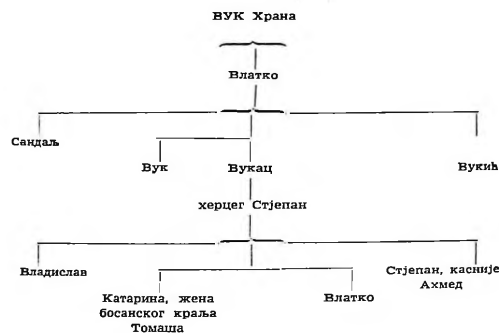 ВУК Храна
Влатко
Сандаљ
Вук
Вукац
Вукић
херцег Стјепан
Владислав
Катарина, жена
босанског краља
Томаша
Влатко
Стјепан, касније
Ахмед